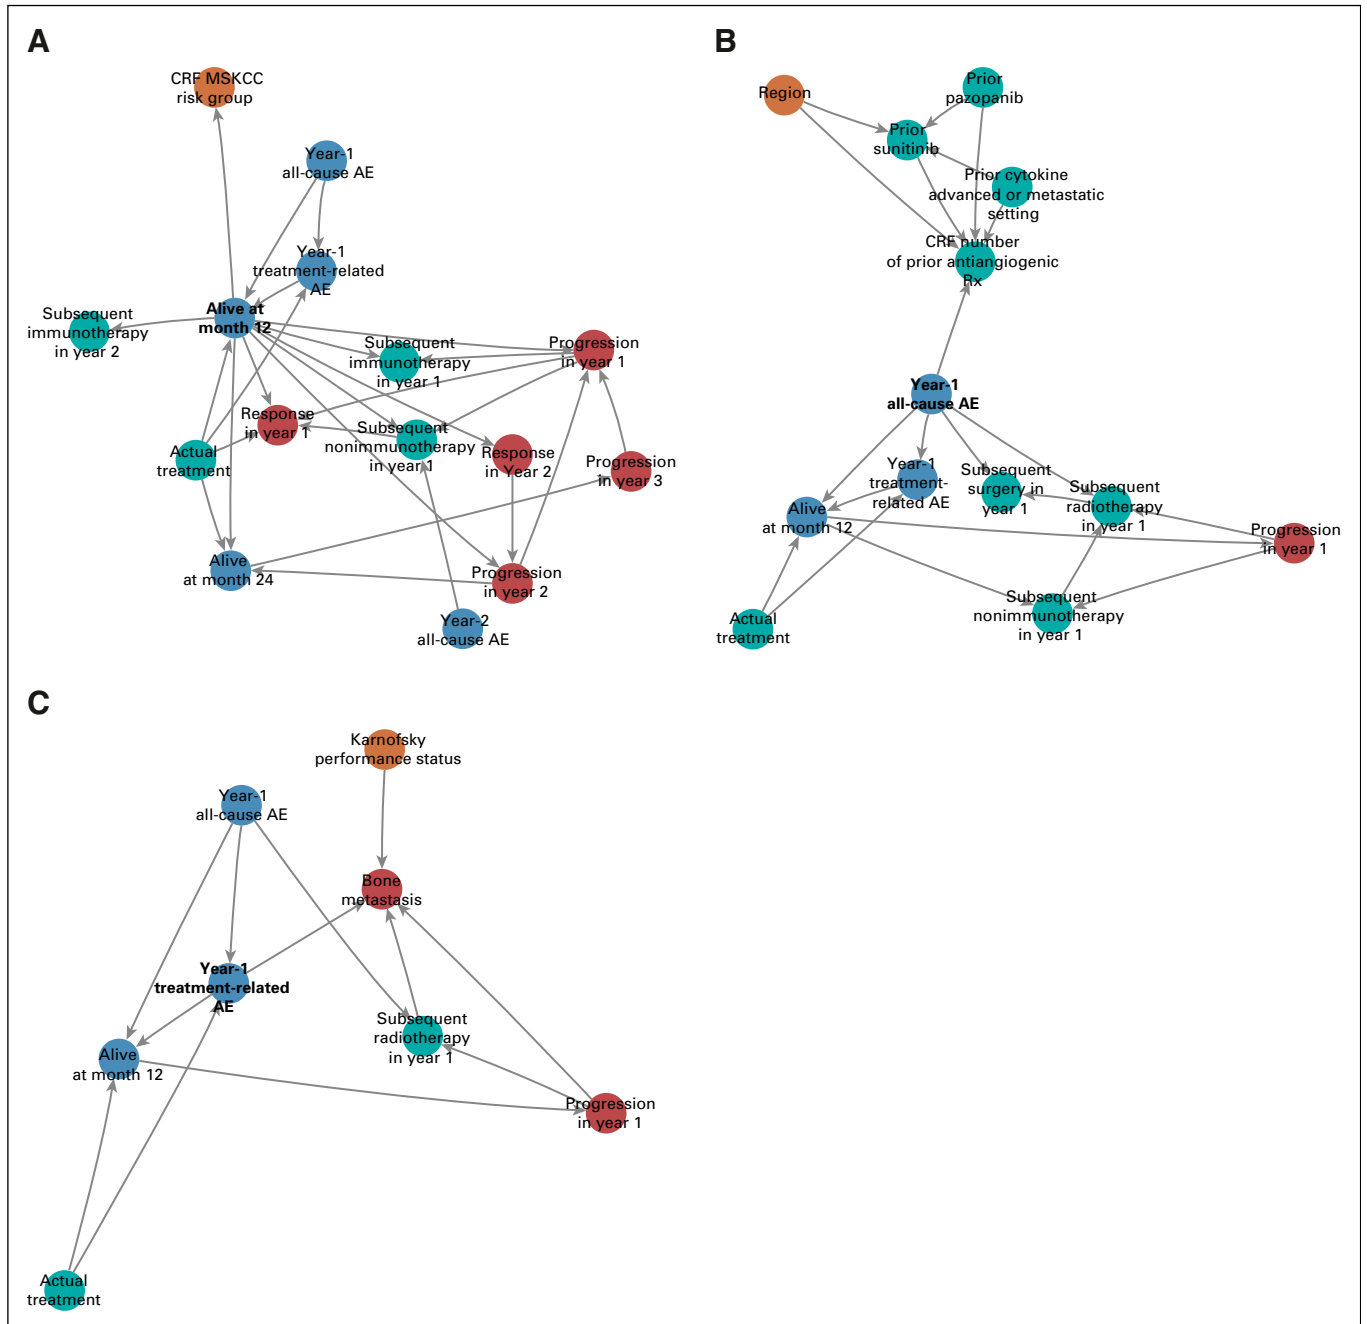 A
CRF MSKCC
risk group
Year-1
all-cause AE
Year-1
treatment-related
AE
Alive at
month 12
Subsequent
immunotherapy
in year 2
Subsequent
immunotherapy
in year 1
Progression
in year 1
Response
in year 1
Subsequent
nonimmunotherapy
in year 1
Response
in Year 2
Progression
in year 3
Actual
treatment
Alive
at month 24
Progression
in year 2
Year-2
all-cause AE
B
Region
Prior
pazopanib
Prior
sunitinib
Prior cytokine
advanced or metastatic
setting
CRF number
of prior antiangiogenic
Rx
Year-1
all-cause AE
Year-1
treatment-
related AE
Subsequent
surgery in
year 1
Subsequent
radiotherapy
in year 1
Alive
at month 12
Progression
in year 1
Subsequent
nonimmunotherapy
in year 1
Actual
treatment
C
Karnofsky
performance status
Year-1
all-cause AE
Bone
metastasis
Year-1
treatment-related
AE
Subsequent
radiotherapy
in year 1
Alive
at month 12
Progression
in year 1
Actual
treatment